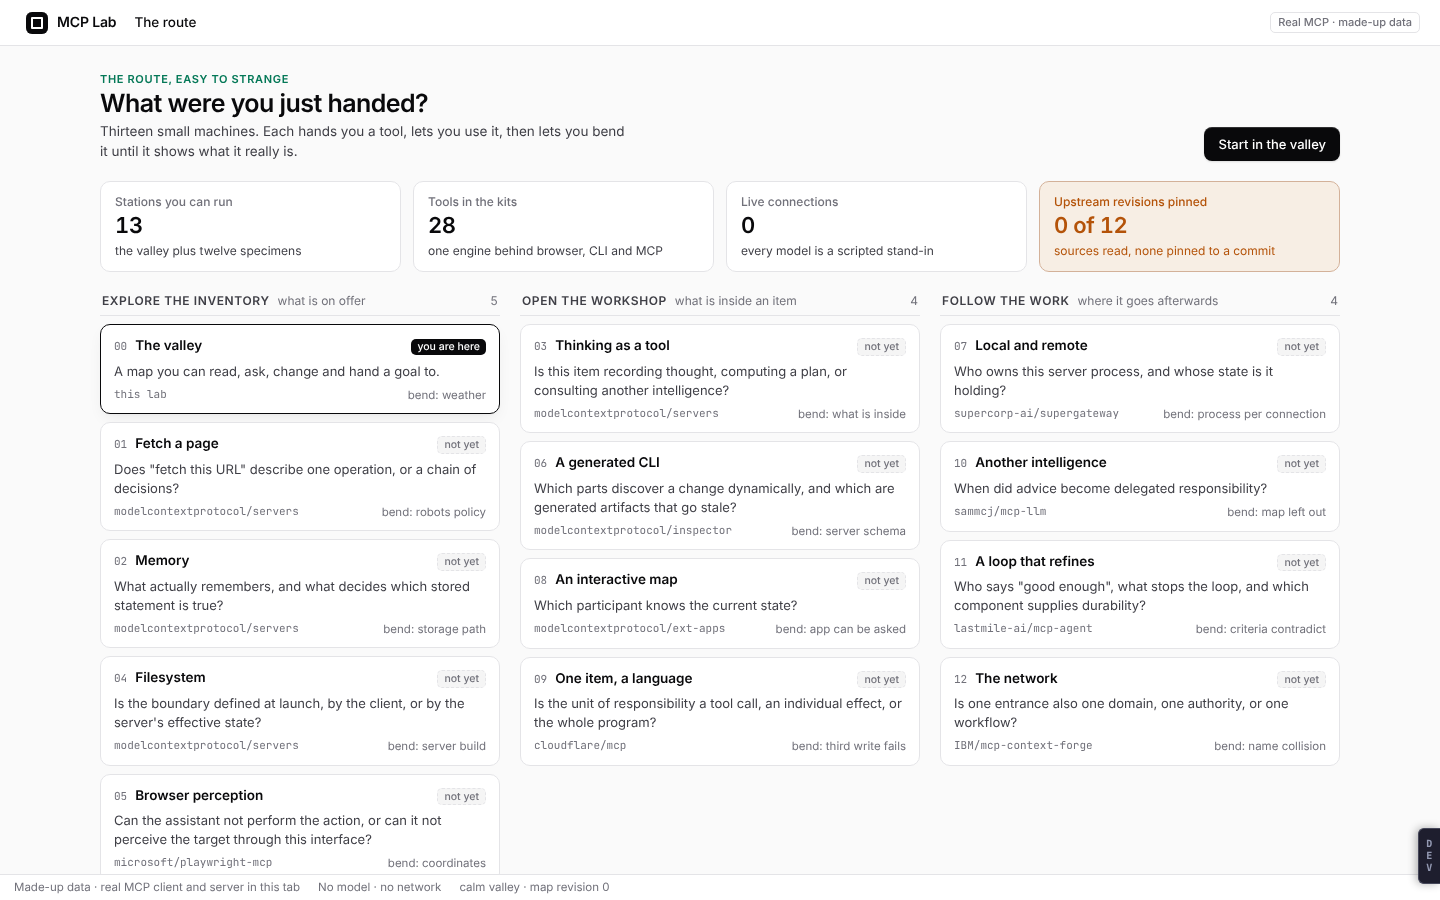 MCP Lab The route
Real MCP · made-up data
THE ROUTE, EASY TO STRANGE
What were you just handed?
Thirteen small machines. Each hands you a tool, lets you use it, then lets you bend
it until it shows what it really is.
Start in the valley
Stations you can run
13
the valley plus twelve specimens
Tools in the kits
28
one engine behind browser, CLI and MCP
Live connections
0
every model is a scripted stand-in
Upstream revisions pinned
0 of 12
sources read, none pinned to a commit
EXPLORE THE INVENTORY what is on offer 5
00 The valley you are here
A map you can read, ask, change and hand a goal to.
this lab bend: weather
01 Fetch a page not yet
Does "fetch this URL" describe one operation, or a chain of
decisions?
modelcontextprotocol/servers bend: robots policy
02 Memory not yet
What actually remembers, and what decides which stored
statement is true?
modelcontextprotocol/servers bend: storage path
04 Filesystem not yet
Is the boundary defined at launch, by the client, or by the
server's effective state?
modelcontextprotocol/servers bend: server build
05 Browser perception not yet
Can the assistant not perform the action, or can it not
perceive the target through this interface?
microsoft/playwright-mcp bend: coordinates
OPEN THE WORKSHOP what is inside an item 4
03 Thinking as a tool not yet
Is this item recording thought, computing a plan, or
consulting another intelligence?
modelcontextprotocol/servers bend: what is inside
06 A generated CLI not yet
Which parts discover a change dynamically, and which are
generated artifacts that go stale?
modelcontextprotocol/inspector bend: server schema
08 An interactive map not yet
Which participant knows the current state?
modelcontextprotocol/ext-apps bend: app can be asked
09 One item, a language not yet
Is the unit of responsibility a tool call, an individual effect, or
the whole program?
cloudflare/mcp bend: third write fails
FOLLOW THE WORK where it goes afterwards 4
07 Local and remote not yet
Who owns this server process, and whose state is it
holding?
supercorp-ai/supergateway bend: process per connection
10 Another intelligence not yet
When did advice become delegated responsibility?
sammcj/mcp-llm bend: map left out
11 A loop that refines not yet
Who says "good enough", what stops the loop, and which
component supplies durability?
lastmile-ai/mcp-agent bend: criteria contradict
12 The network not yet
Is one entrance also one domain, one authority, or one
workflow?
IBM/mcp-context-forge bend: name collision
DEV
Made-up data · real MCP client and server in this tab No model · no network calm valley · map revision 0